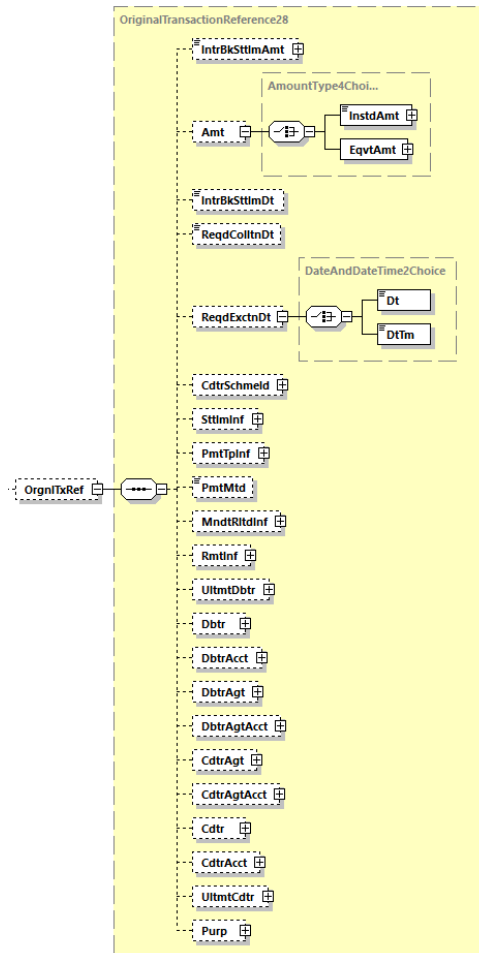 OriginalTransactionReference28
IntrBkSttlmAmt
AmountType4Choi...
InstdAmt
Amt
EqvtAmt
IntrBkSttlmDt
ReqdColltnDt
DateAndDateTime2Choice
Dt
ReqdExctnDt
DtTm
CdtrSchmeId
SttlmInf
PmtTpInf
OrgnlTxRef
PmtMtd
MndtRltdInf
RmtInf
UltmtDbtr
Dbtr
DbtrAcct
DbtrAgt
DbtrAgtAcct
CdtrAgt
CdtrAgtAcct
Cdtr
CdtrAcct
UltmtCdtr
Purp